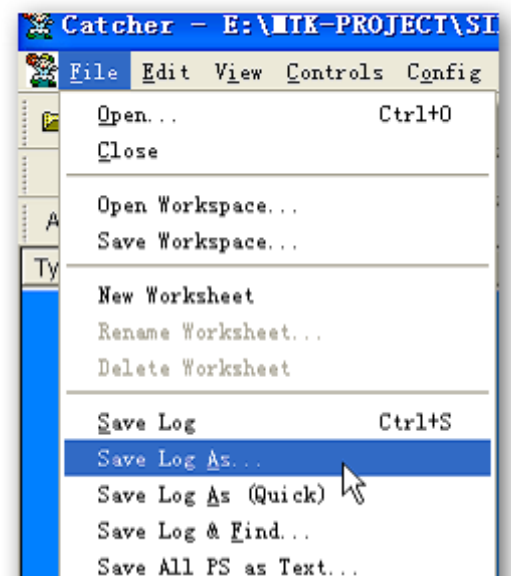 Catcher - E:\MTK-PROJECT\SI
File Edit View Controls Config
Open... Ctrl+O
Close
A
Open Workspace...
Save Workspace...
Ty
New Worksheet
Rename Worksheet...
Delete Worksheet
Save Log Ctrl+S
Save Log As...
Save Log As (Quick)
Save Log & Find...
Save All PS as Text...